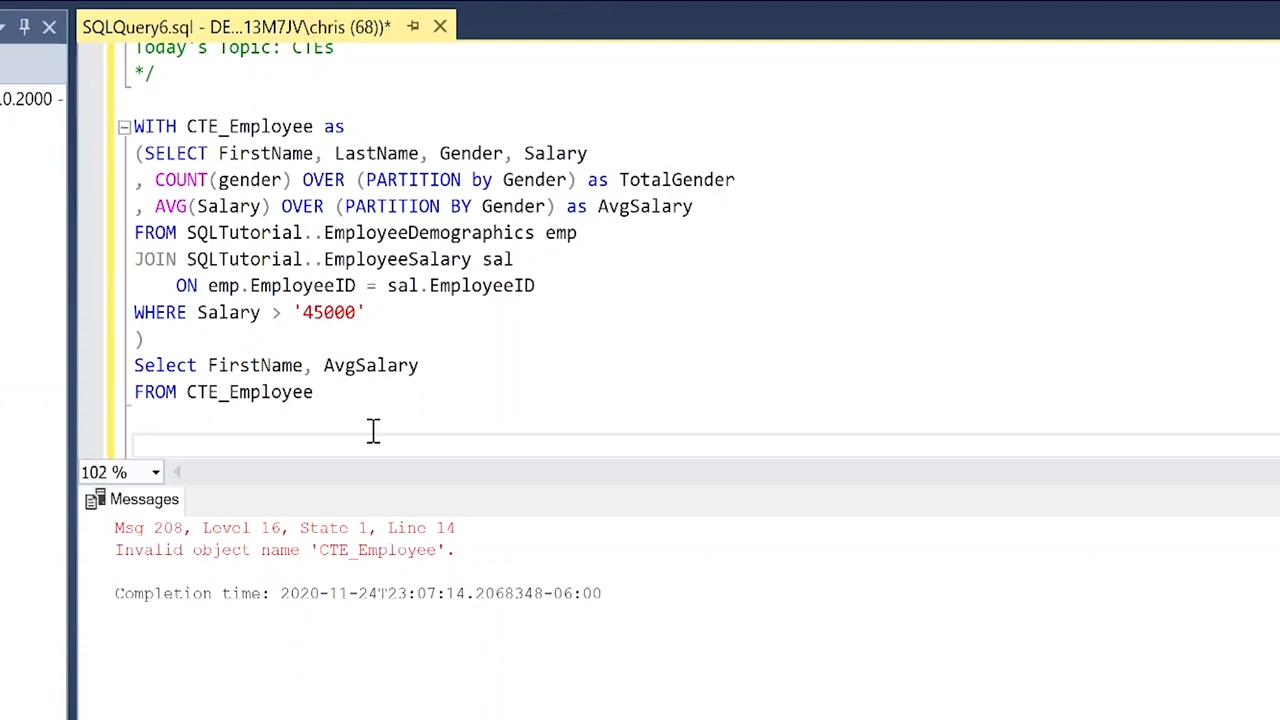 SQLQuery6.sql - DE...13M7JV\chris (68))*
Today's Topic: CTEs
*/
.0.2000 -
WITH CTE_Employee as
(SELECT FirstName, LastName, Gender, Salary
, COUNT(gender) OVER (PARTITION by Gender) as TotalGender
, AVG(Salary) OVER (PARTITION BY Gender) as AvgSalary
FROM SQLTutorial..EmployeeDemographics emp
JOIN SQLTutorial..EmployeeSalary sal
ON emp.EmployeeID = sal.EmployeeID
WHERE Salary > '45000'
)
Select FirstName, AvgSalary
FROM CTE_Employee
102 %
Messages
Msg 208, Level 16, State 1, Line 14
Invalid object name 'CTE_Employee'.
Completion time: 2020-11-24T23:07:14.2068348-06:00